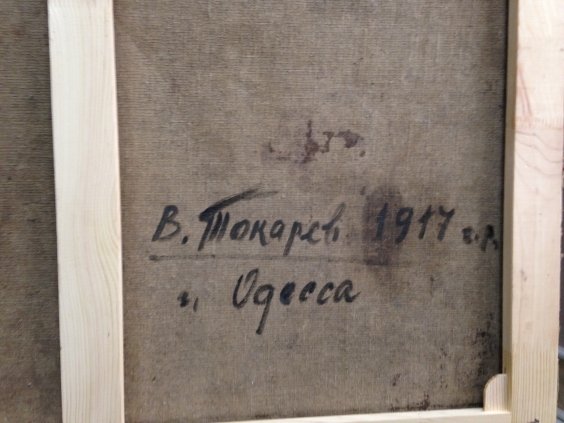 В. Токарев 1917 г.р.
г. Одесса